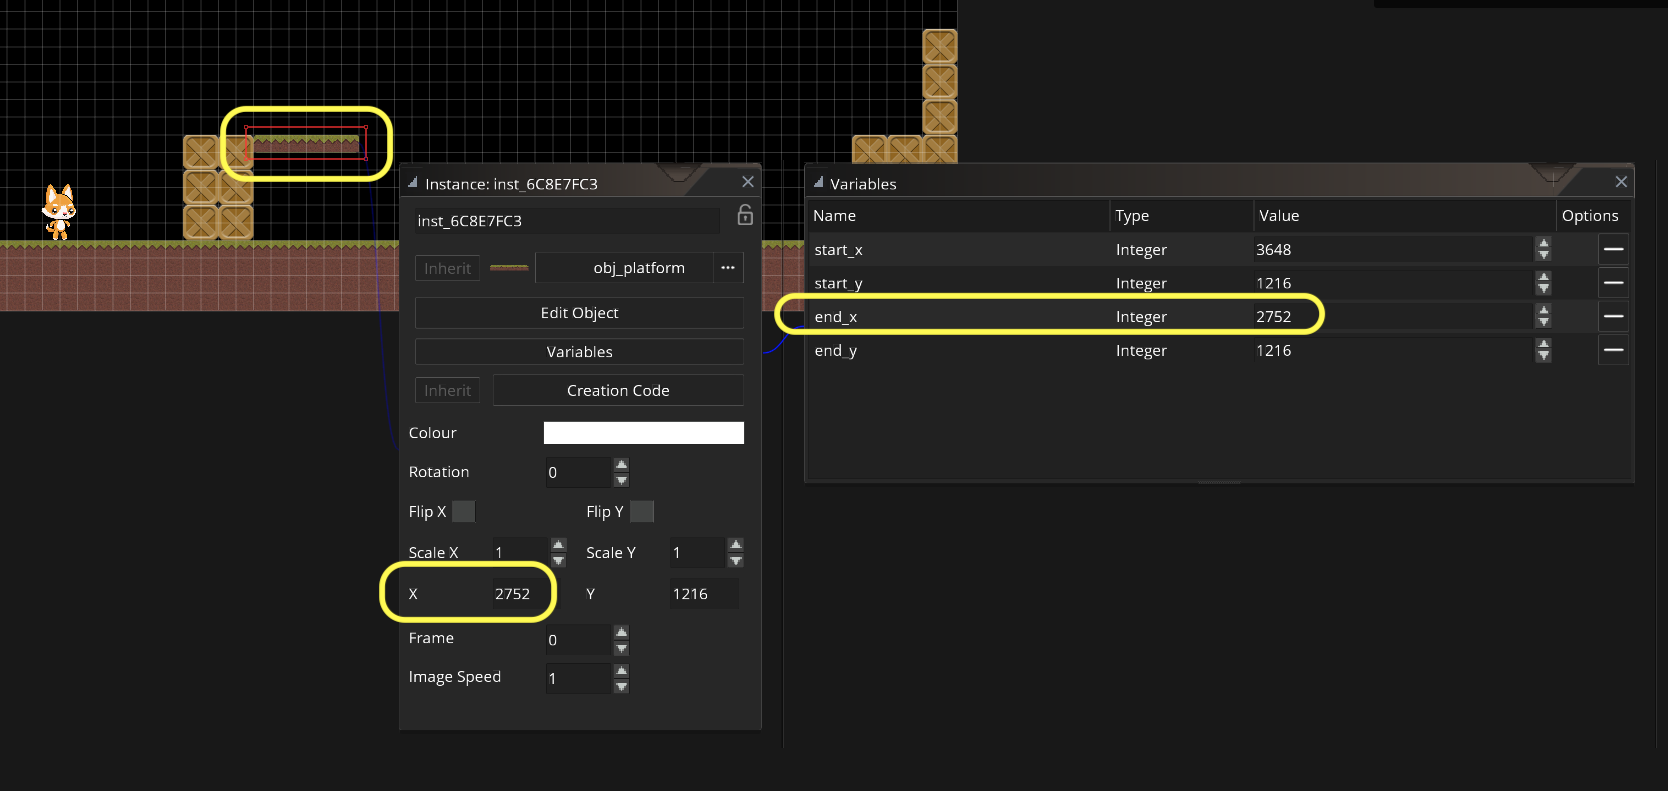 Instance: inst_6C8E7FC3
inst_6C8E7FC3
Inherit obj_platform ...
Edit Object
Variables
Inherit Creation Code
Colour
Rotation 0
Flip X Flip Y
Scale X 1 Scale Y 1
X 2752 Y 1216
Frame 0
Image Speed 1
Variables
Name Type Value Options
start_x Integer 3648
start_y Integer 1216
end_x Integer 2752
end_y Integer 1216